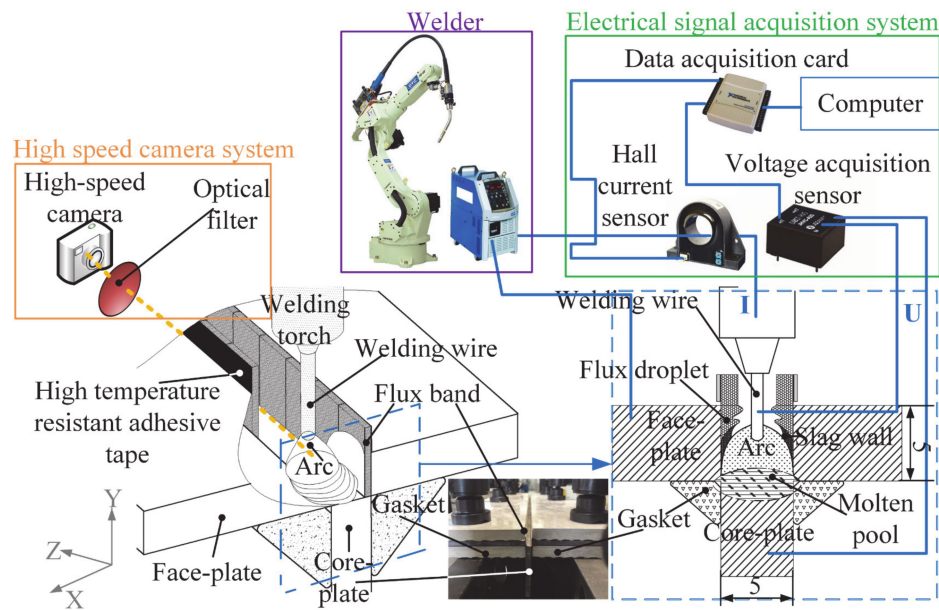 Welder
Electrical signal acquisition system
Data acquisition card
Computer
Hall
current
sensor
Voltage acquisition
sensor
High speed camera system
High-speed
camera
Optical
filter
Welding
torch
Welding wire
Flux band
High temperature
resistant adhesive
tape
Arc
Gasket
Face-plate
Core-
plate
Y
Z
X
Welding wire
I
U
Flux droplet
Face-
plate
Arc
Slag wall
5
Gasket
Molten
pool
Core-plate
5